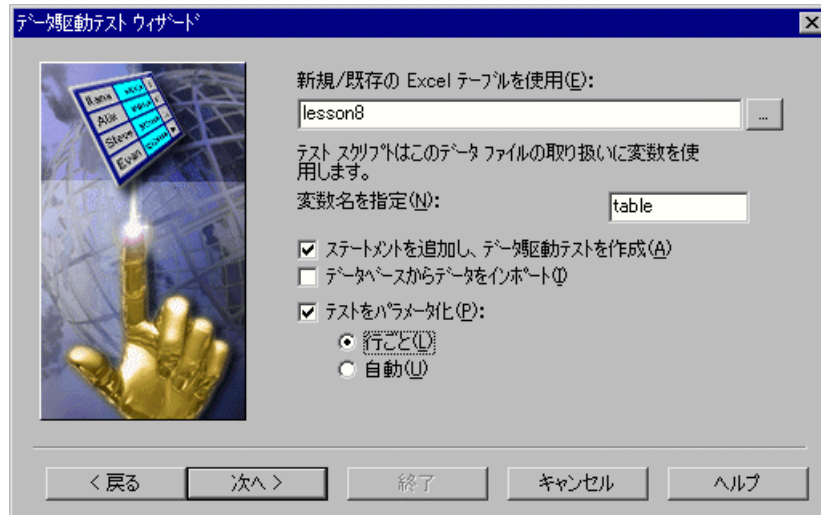 データ駆動テスト ウィザード
新規/既存の Excel テーブルを使用(E):
lesson8
...
テスト スクリプトはこのデータ ファイルの取り扱いに変数を使
用します。
変数名を指定(N):
table
ステートメントを追加し、データ駆動テストを作成(A)
データベースからデータをインポート(I)
テストをパラメータ化(P):
行ごと(L)
自動(U)
< 戻る
次へ >
終了
キャンセル
ヘルプ
Alix
Steve
Evan